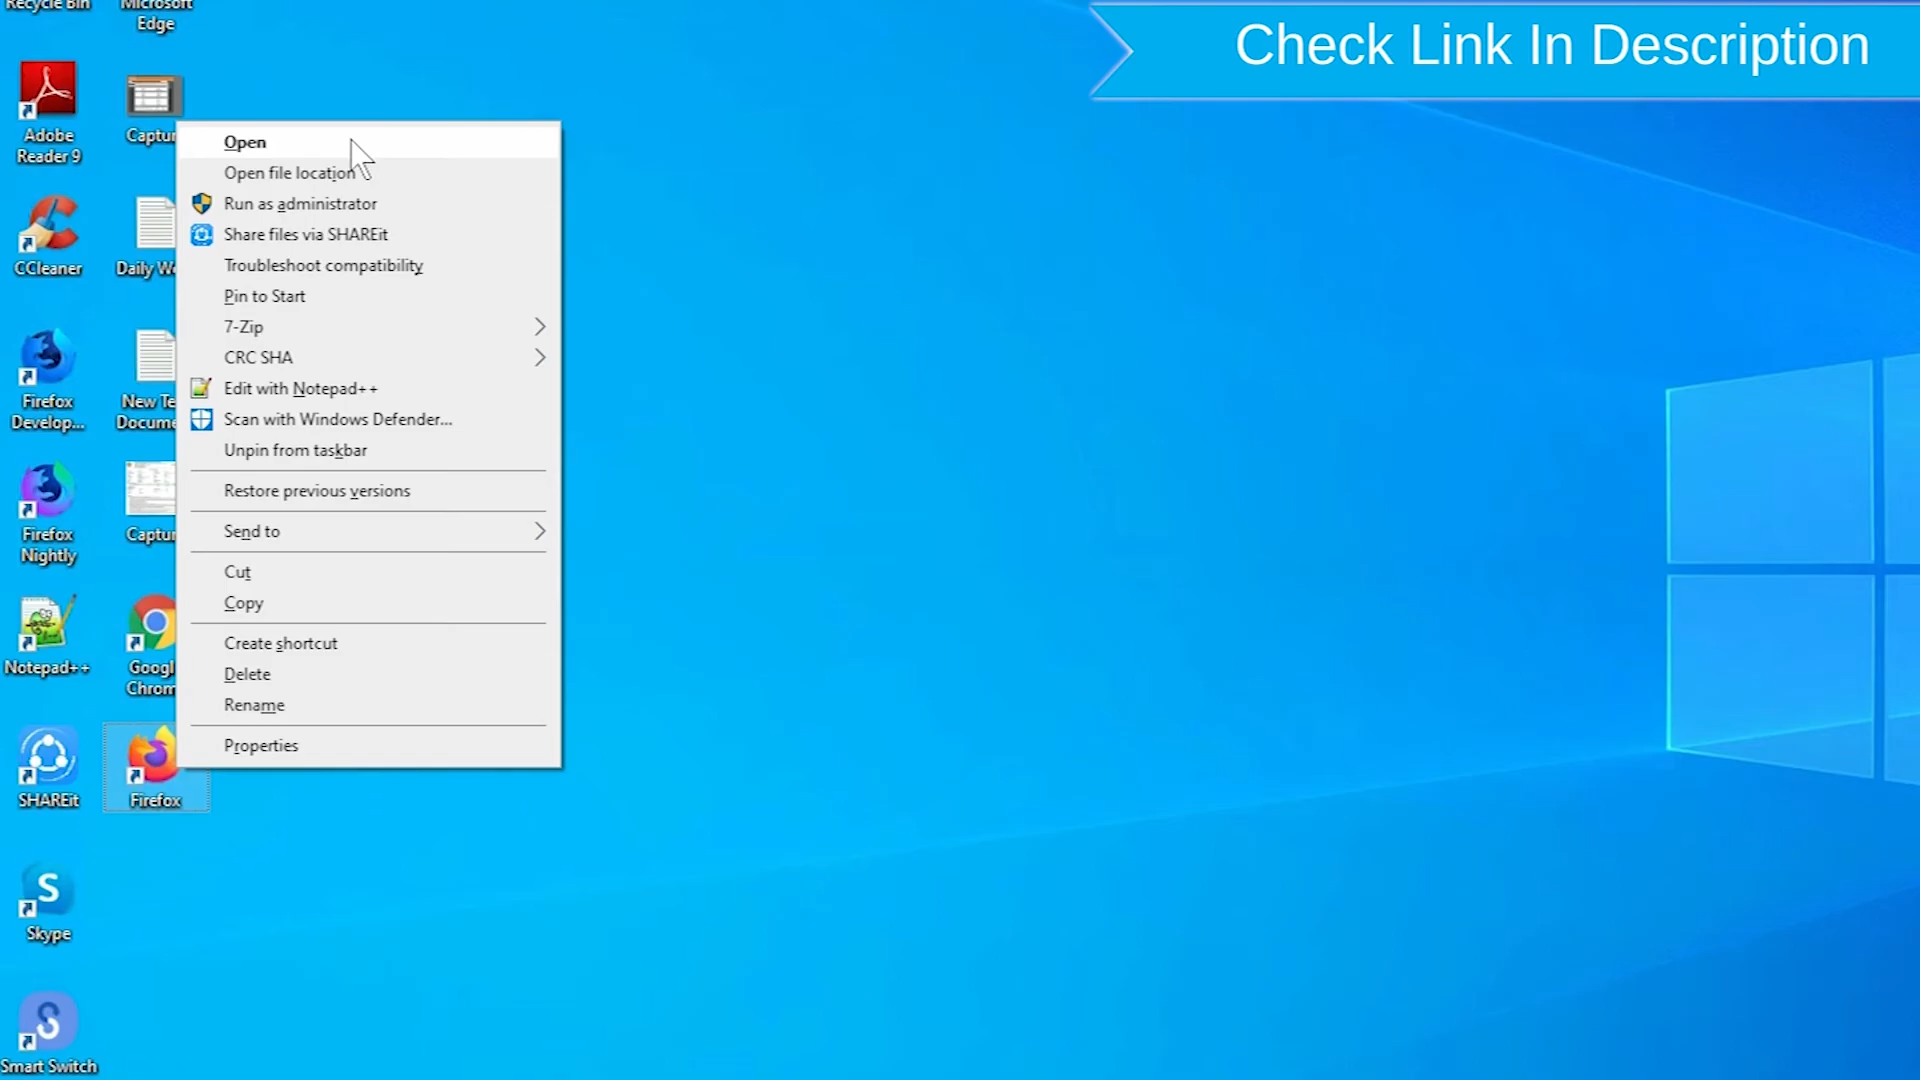 Recycle Bin
Microsoft
Edge
Check Link In Description
Adobe
Reader 9
Captur
CCleaner
Daily Wo
Firefox
Develop...
New Te
Docume
Firefox
Nightly
Captur
Notepad++
Googl
Chrom
SHAREit
Firefox
Skype
Smart Switch
Open
Open file location
Run as administrator
Share files via SHAREit
Troubleshoot compatibility
Pin to Start
7-Zip
CRC SHA
Edit with Notepad++
Scan with Windows Defender...
Unpin from taskbar
Restore previous versions
Send to
Cut
Copy
Create shortcut
Delete
Rename
Properties